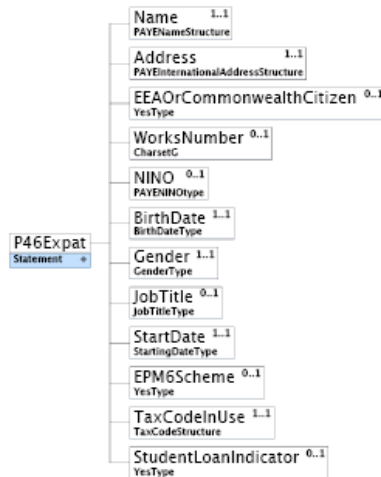 Name 1..1
PAYENameStructure
Address 1..1
PAYEInternationalAddressStructure
EEAOrCommonwealthCitizen 0..1
YesType
WorksNumber 0..1
CharsetG
NINO 0..1
PAYENINOtype
BirthDate 1..1
BirthDateType
P46Expat
Statement +
Gender 1..1
GenderType
JobTitle 0..1
JobTitleType
StartDate 1..1
StartingDateType
EPM6Scheme 0..1
YesType
TaxCodeInUse 1..1
TaxCodeStructure
StudentLoanIndicator 0..1
YesType